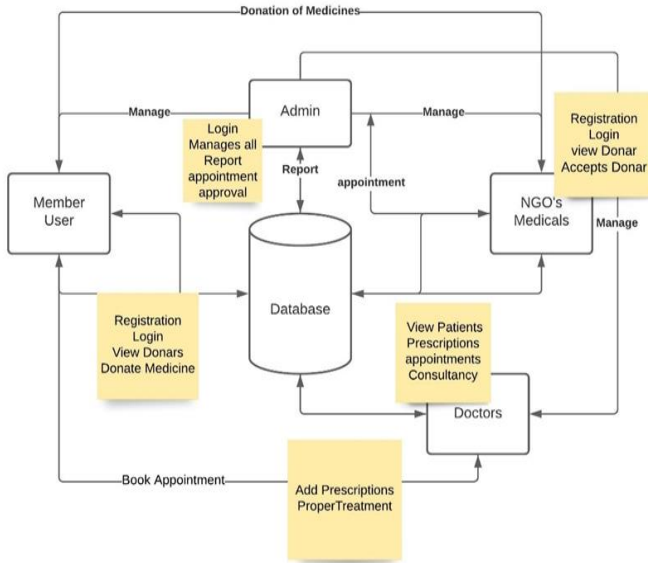 Donation of Medicines
Manage
Admin
Manage
Login
Manages all
Report
appointment
approval
Report
appointment
Registration
Login
view Donar
Accepts Donar
Member
User
NGO's
Medicals
Manage
Database
Registration
Login
View Donars
Donate Medicine
View Patients
Prescriptions
appointments
Consultancy
Doctors
Book Appointment
Add Prescriptions
ProperTreatment